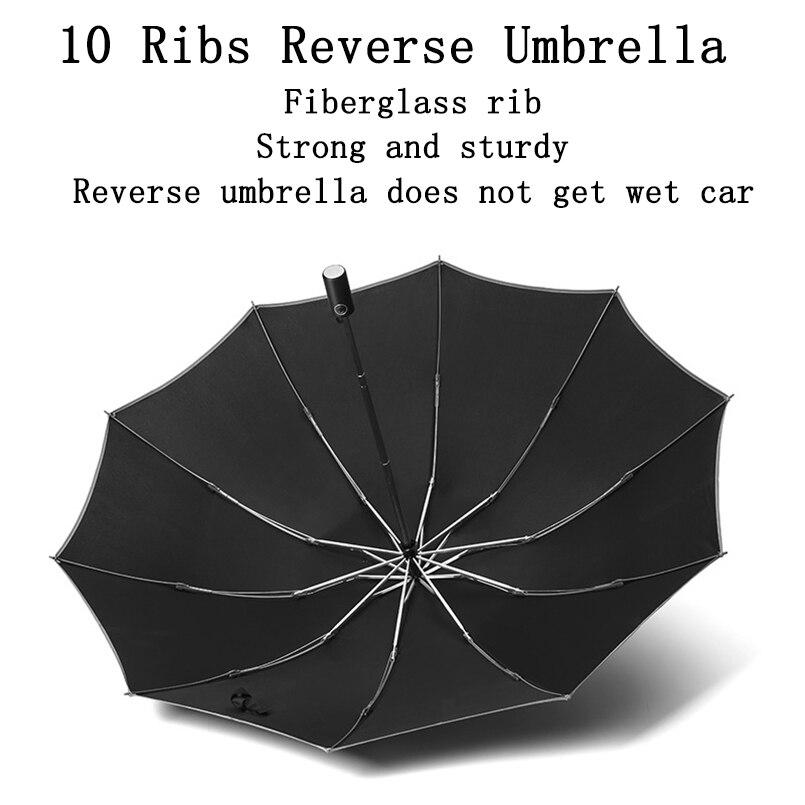 10 Ribs Reverse Umbrella
Fiberglass rib
Strong and sturdy
Reverse umbrella does not get wet car